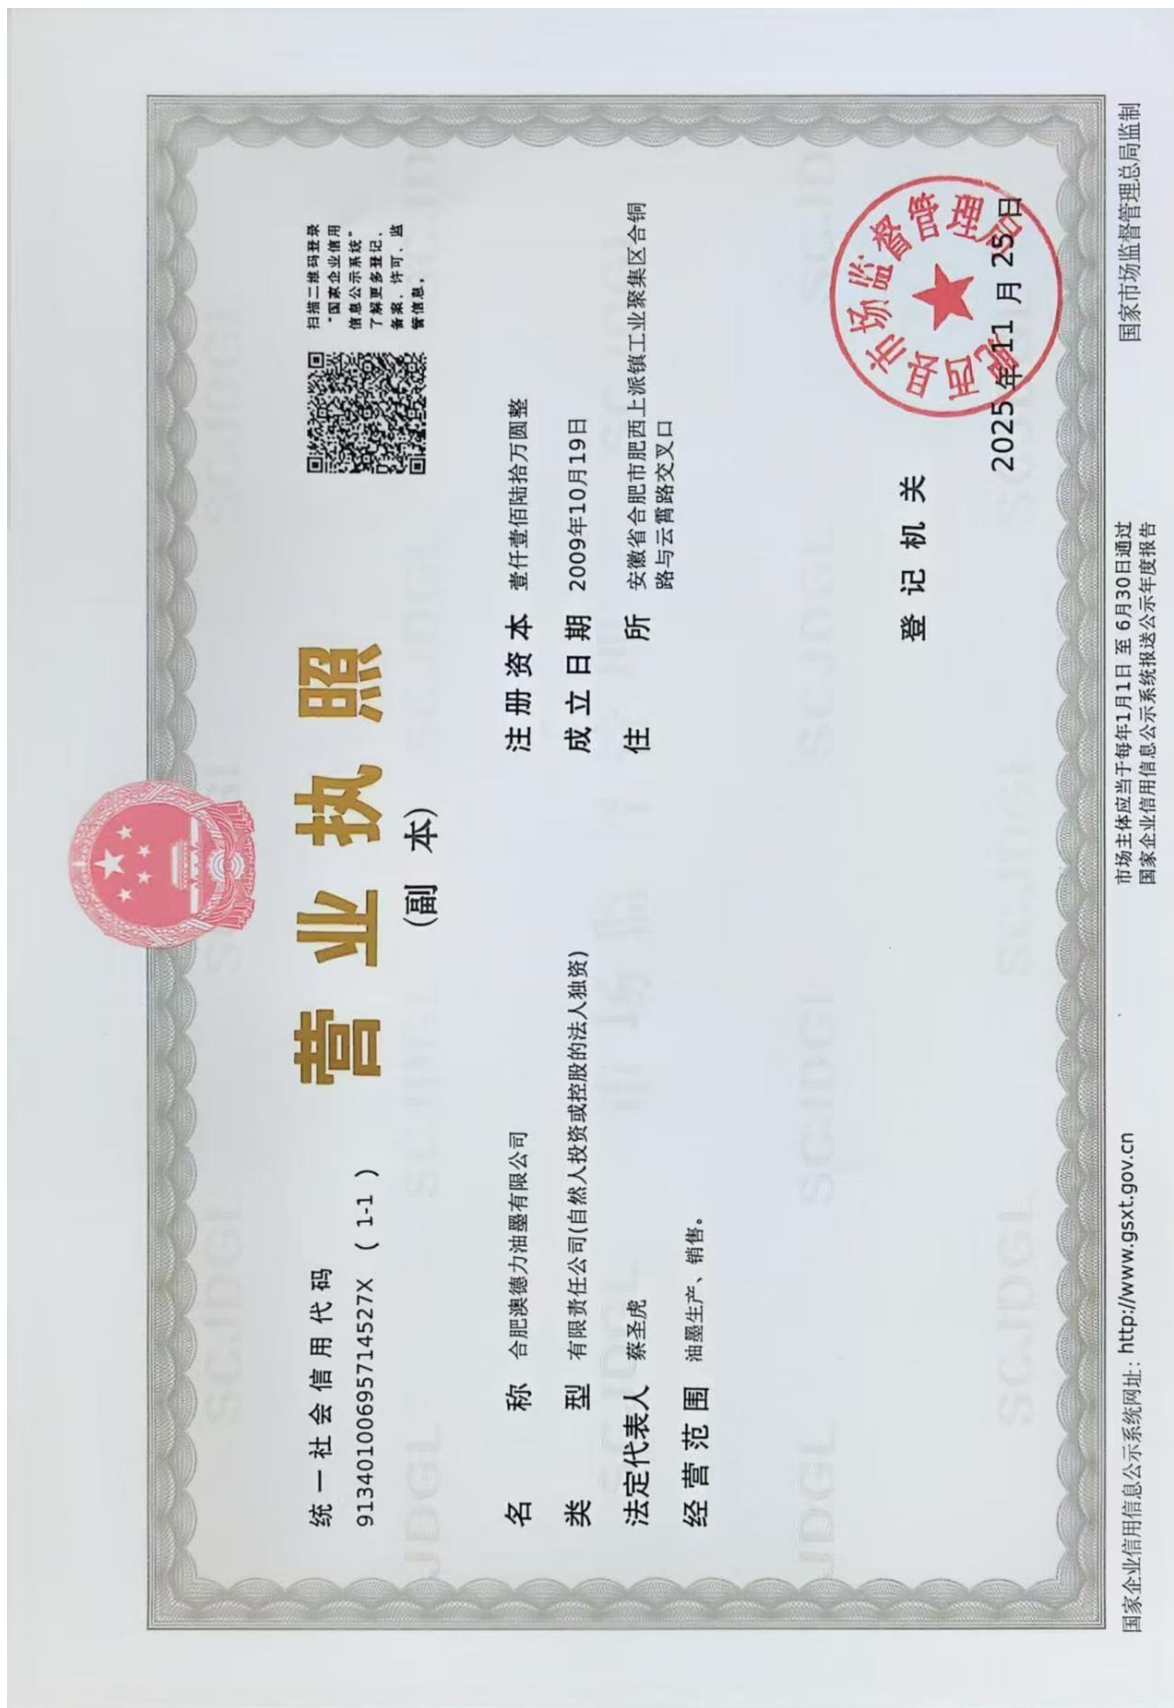 统一社会信用代码
91340100695714527X （ 1-1 ）
营业执照
(副 本)
扫描二维码登录
“国家企业信用
信息公示系统”
了解更多登记、
备案、许可、监
管信息。
名 称 合肥澳德力油墨有限公司
类 型 有限责任公司(自然人投资或控股的法人独资)
法定代表人 蔡圣虎
经营范围 油墨生产、销售。
注册资本 壹仟壹佰陆拾万圆整
成立日期 2009年10月19日
住 所 安徽省合肥市肥西上派镇工业聚集区合铜
路与云霄路交叉口
登记机关
肥西县市场监督管理局
2025年11月25日
国家企业信用信息公示系统网址：http://www.gsxt.gov.cn
市场主体应当于每年1月1日 至 6月30日通过
国家企业信用信息公示系统报送公示年度报告
国家市场监督管理总局监制